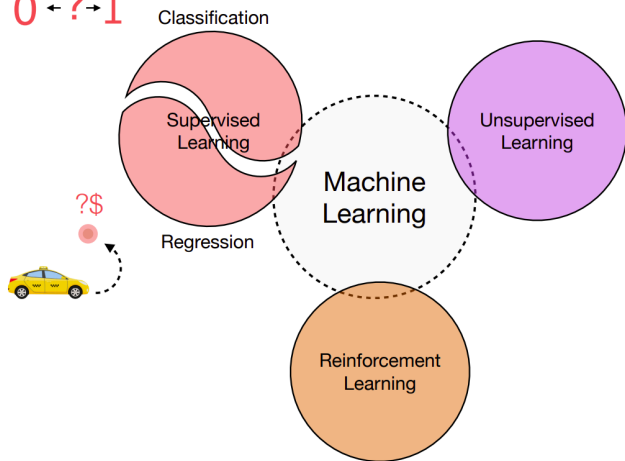 0 ←?→ 1
Classification
Supervised
Learning
Unsupervised
Learning
Machine
Learning
?$
Regression
Reinforcement
Learning